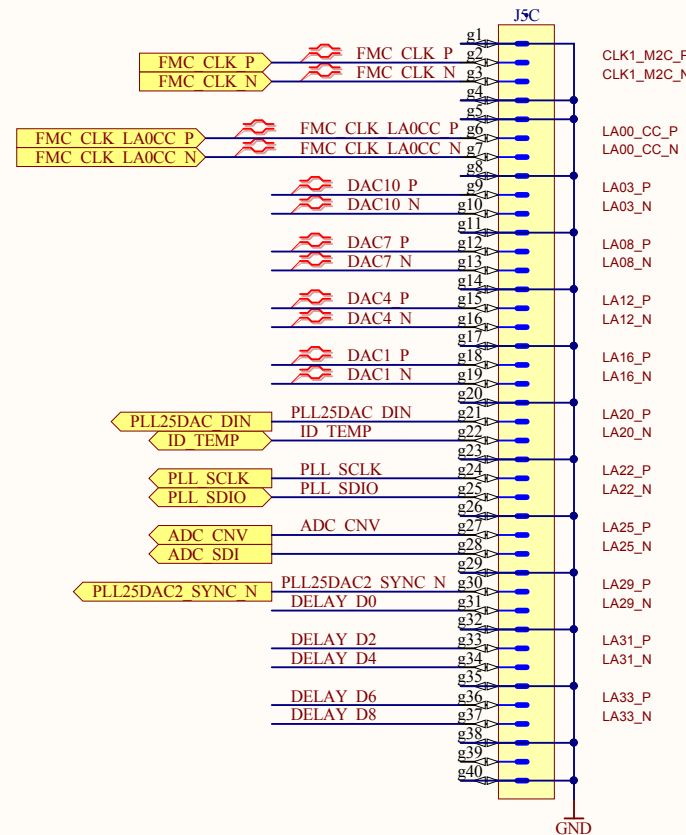 J5C
g1
FMC_CLK_P FMC_CLK_P g2 CLK1_M2C_P
FMC_CLK_N FMC_CLK_N g3 CLK1_M2C_N
g4
g5
FMC_CLK_LA0CC_P FMC_CLK_LA0CC_P g6 LA00_CC_P
FMC_CLK_LA0CC_N FMC_CLK_LA0CC_N g7 LA00_CC_N
g8
DAC10_P g9 LA03_P
DAC10_N g10 LA03_N
g11
DAC7_P g12 LA08_P
DAC7_N g13 LA08_N
g14
DAC4_P g15 LA12_P
DAC4_N g16 LA12_N
g17
DAC1_P g18 LA16_P
DAC1_N g19 LA16_N
g20
PLL25DAC_DIN PLL25DAC_DIN g21 LA20_P
ID_TEMP ID_TEMP g22 LA20_N
g23
PLL_SCLK PLL_SCLK g24 LA22_P
PLL_SDIO PLL_SDIO g25 LA22_N
g26
ADC_CNV ADC_CNV g27 LA25_P
ADC_SDI g28 LA25_N
g29
PLL25DAC2_SYNC_N PLL25DAC2_SYNC_N g30 LA29_P
DELAY_D0 g31 LA29_N
g32
DELAY_D2 g33 LA31_P
DELAY_D4 g34 LA31_N
g35
DELAY_D6 g36 LA33_P
DELAY_D8 g37 LA33_N
g38
g39
g40
GND